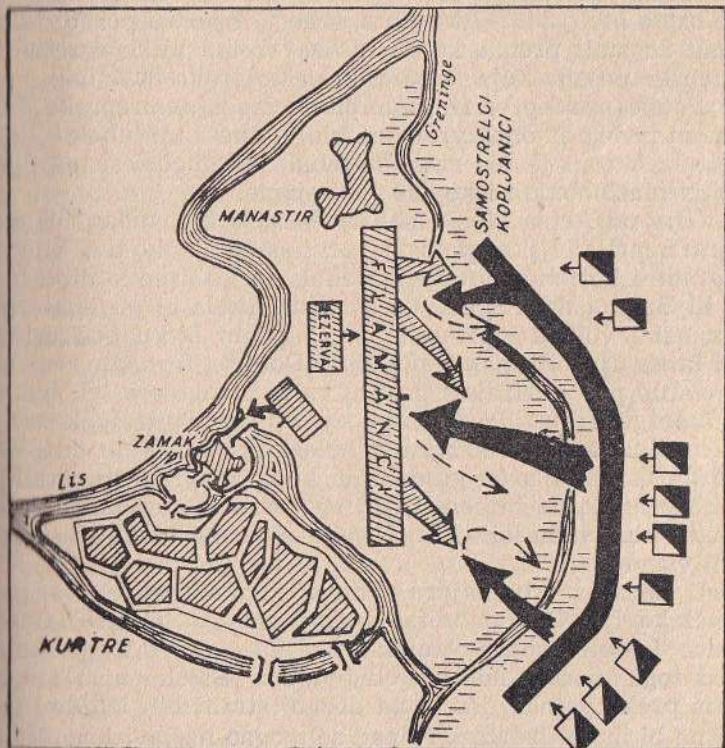 Greninge
SAMOSTRELCI
KOPLJANICI
MANASTIR
FLAMANCI
REZERVA
ZAMAK
Lis
KURTRE